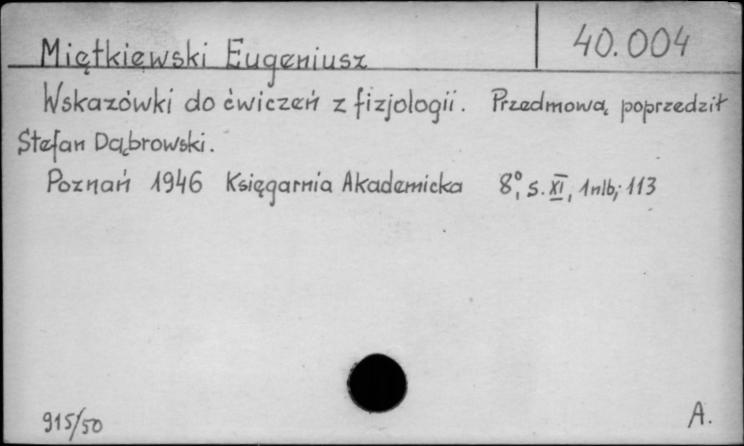 Miętkiewski Eugeniusz
40.004
Wskazówki do ćwiczeń z fizjologii. Przedmową poprzedził
Stefan Dąbrowski.
Poznań 1946 Księgarnia Akademicka 8°, s. XI, 1nlb; 113
915/50
A.